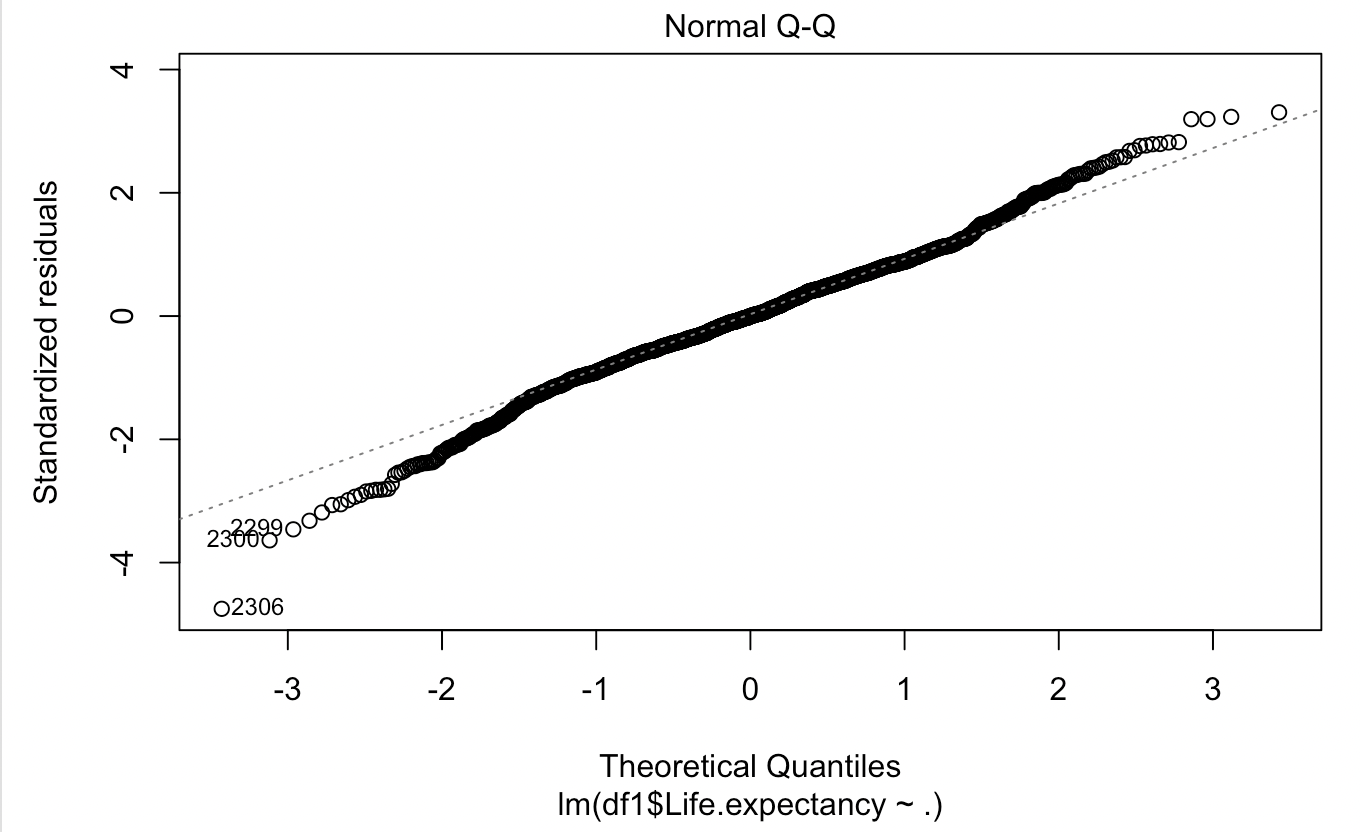 Normal Q-Q
Standardized residuals
4
2
0
-2
-4
2299
2300
2306
-3 -2 -1 0 1 2 3
Theoretical Quantiles
lm(df1$Life.expectancy ~ .)